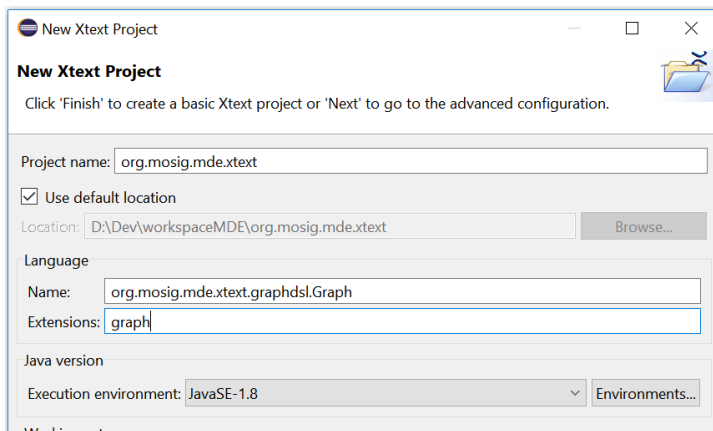 New Xtext Project
New Xtext Project
Click 'Finish' to create a basic Xtext project or 'Next' to go to the advanced configuration.
Project name: org.mosig.mde.xtext
Use default location
Location: D:\Dev\workspaceMDE\org.mosig.mde.xtext Browse...
Language
Name: org.mosig.mde.xtext.graphdsl.Graph
Extensions: graph
Java version
Execution environment: JavaSE-1.8 Environments...